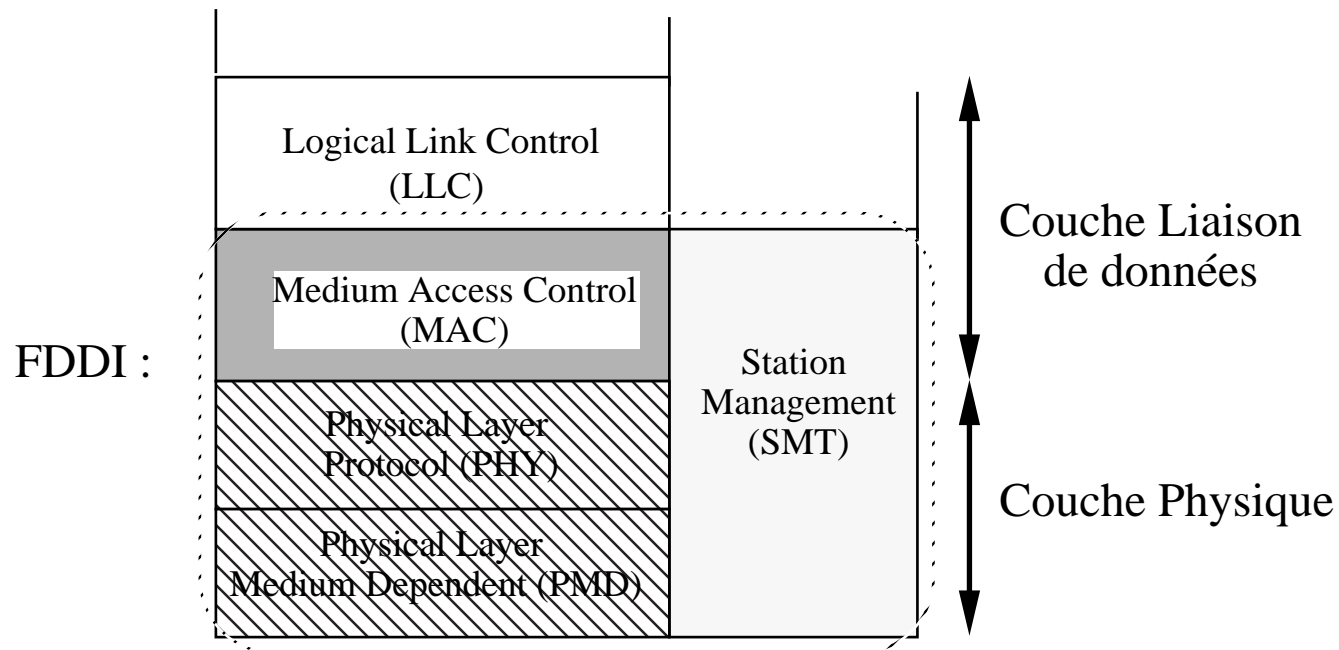 Logical Link Control
(LLC)
Medium Access Control
(MAC)
FDDI :
Physical Layer
Protocol (PHY)
Physical Layer
Medium Dependent (PMD)
Station
Management
(SMT)
Couche Liaison
de données
Couche Physique